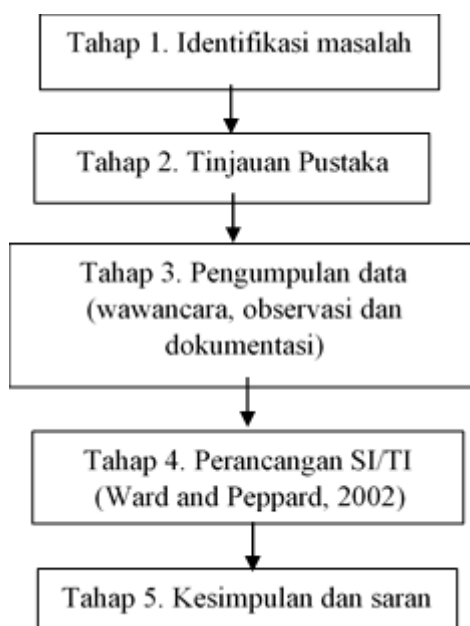 Tahap 1. Identifikasi masalah
Tahap 2. Tinjauan Pustaka
Tahap 3. Pengumpulan data
(wawancara, observasi dan
dokumentasi)
Tahap 4. Perancangan SI/TI
(Ward and Peppard, 2002)
Tahap 5. Kesimpulan dan saran